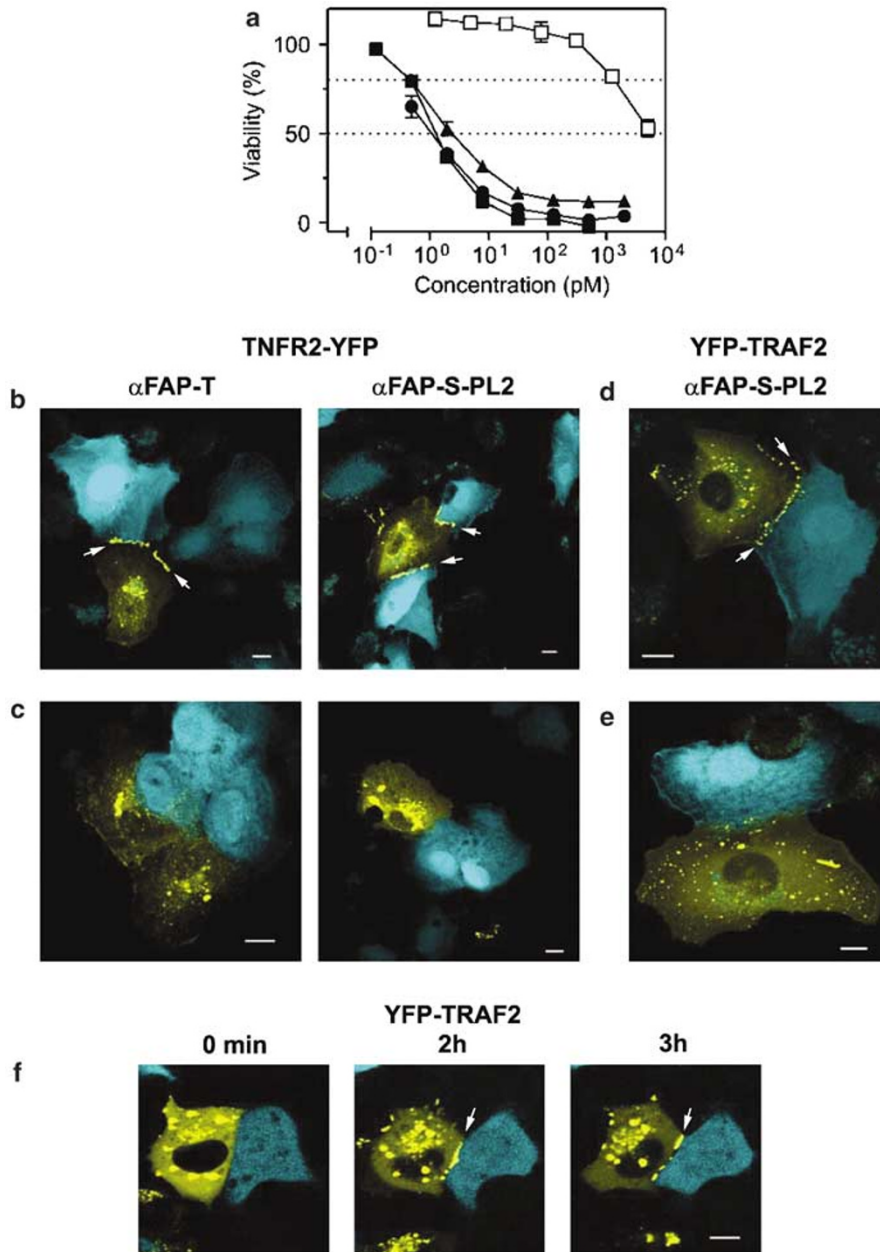 a
Viability (%)
100
50
0
10⁻¹ 10⁰ 10¹ 10² 10³ 10⁴
Concentration (pM)
TNFR2-YFP
YFP-TRAF2
b
αFAP-T
αFAP-S-PL2
d
αFAP-S-PL2
c
e
YFP-TRAF2
0 min
2h
3h
f